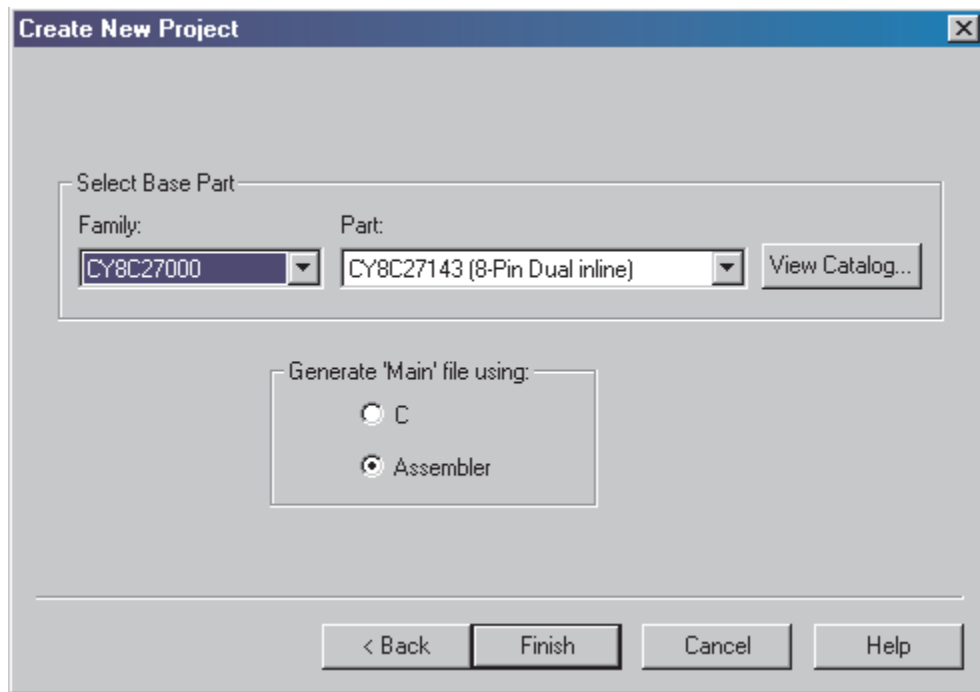 Create New Project
Select Base Part
Family:
Part:
CY8C27000
CY8C27143 (8-Pin Dual inline)
View Catalog...
Generate 'Main' file using:
C
Assembler
< Back
Finish
Cancel
Help